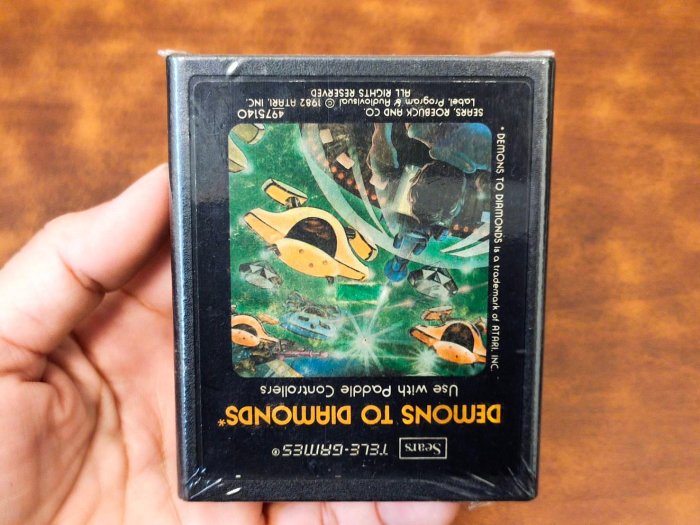 Sears TELE-GAMES®
DEMONS TO DIAMONDS*
Use with Paddle Controllers
* DEMONS TO DIAMONDS is a trademark of ATARI, INC.
SEARS, ROEBUCK AND CO. 4975140
Label, Program & Audiovisual © 1982 ATARI, INC.
ALL RIGHTS RESERVED